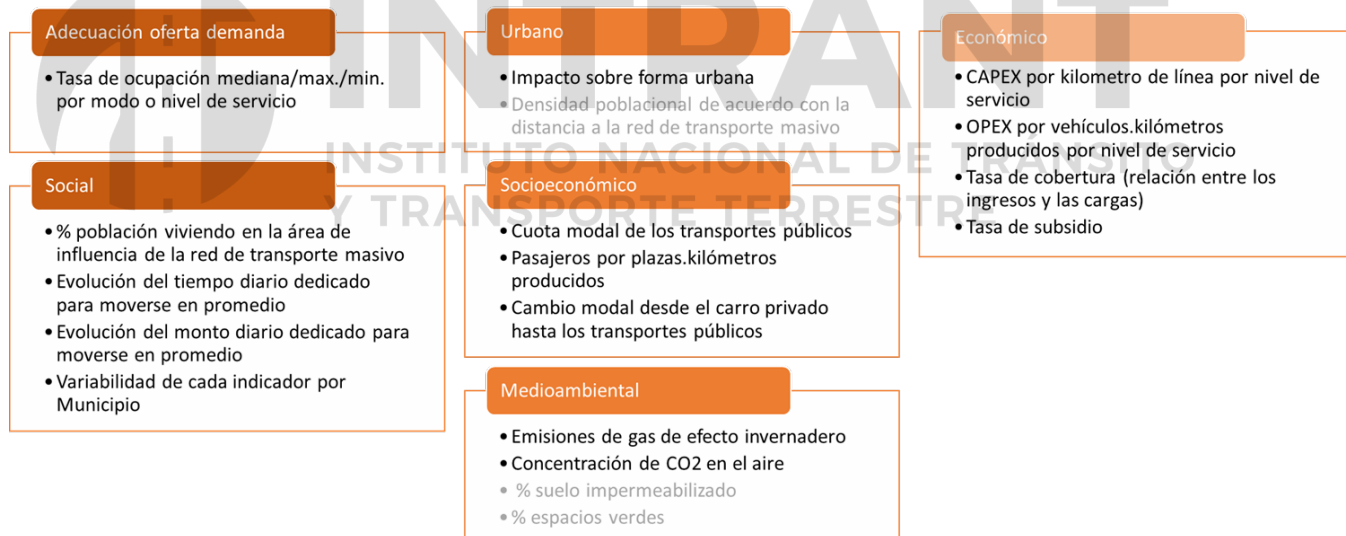 Adecuación oferta demanda
• Tasa de ocupación mediana/max./min.
por modo o nivel de servicio
Social
• % población viviendo en la área de
influencia de la red de transporte masivo
• Evolución del tiempo diario dedicado
para moverse en promedio
• Evolución del monto diario dedicado para
moverse en promedio
• Variabilidad de cada indicador por
Municipio
Urbano
• Impacto sobre forma urbana
• Densidad poblacional de acuerdo con la
distancia a la red de transporte masivo
Socioeconómico
• Cuota modal de los transportes públicos
• Pasajeros por plazas.kilómetros
producidos
• Cambio modal desde el carro privado
hasta los transportes públicos
Medioambiental
• Emisiones de gas de efecto invernadero
• Concentración de CO2 en el aire
• % suelo impermeabilizado
• % espacios verdes
Económico
• CAPEX por kilometro de línea por nivel de
servicio
• OPEX por vehículos.kilómetros
producidos por nivel de servicio
• Tasa de cobertura (relación entre los
ingresos y las cargas)
• Tasa de subsidio
INTRANT
INSTITUTO NACIONAL DE TRÁNSITO
Y TRANSPORTE TERRESTRE